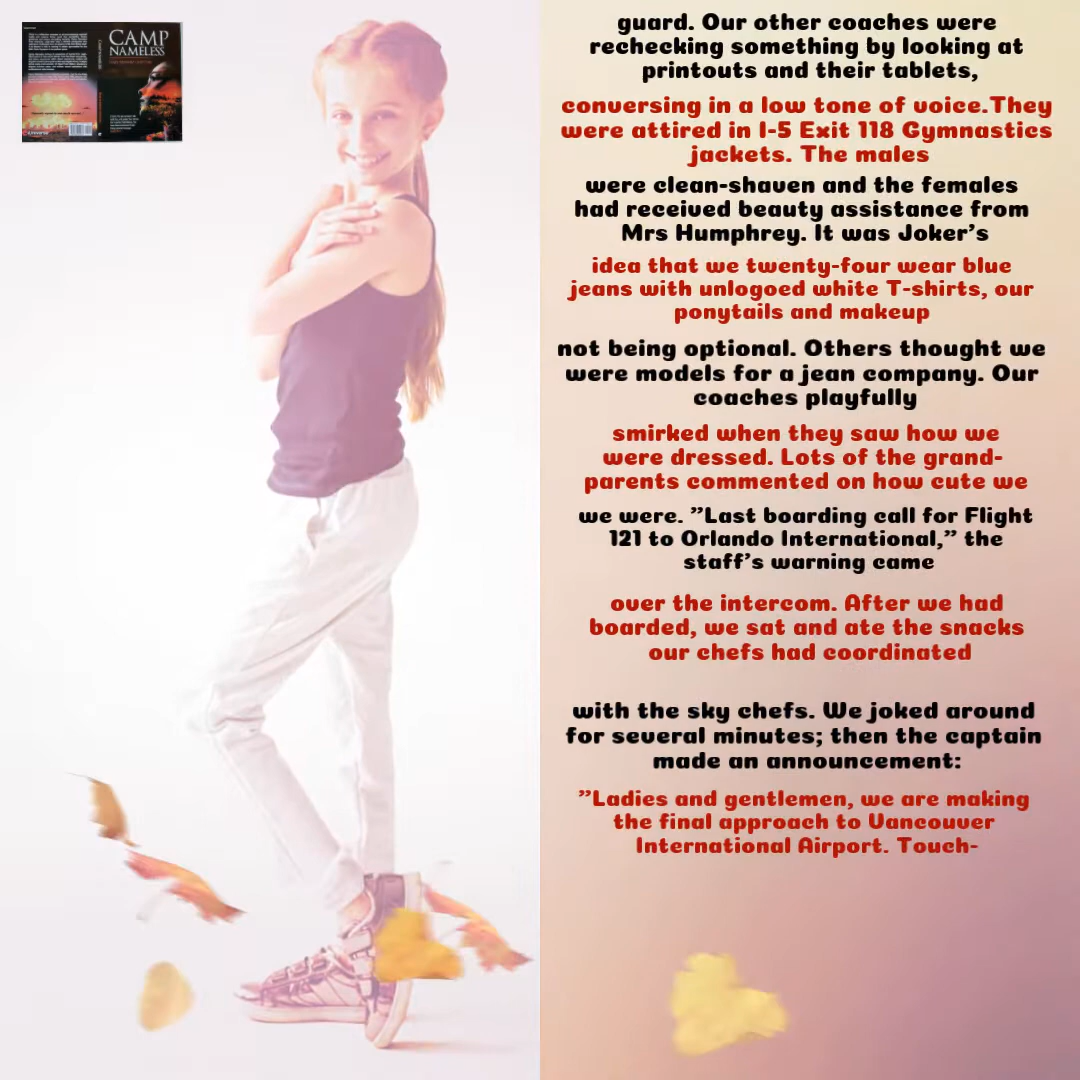 CAMP
NAMELESS
guard. Our other coaches were
rechecking something by looking at
printouts and their tablets,
conversing in a low tone of voice.They
were attired in I-5 Exit 118 Gymnastics
jackets. The males
were clean-shaven and the females
had received beauty assistance from
Mrs Humphrey. It was Joker's
idea that we twenty-four wear blue
jeans with unlogoed white T-shirts, our
ponytails and makeup
not being optional. Others thought we
were models for a jean company. Our
coaches playfully
smirked when they saw how we
were dressed. Lots of the grand-
parents commented on how cute we
we were. "Last boarding call for Flight
121 to Orlando International," the
staff's warning came
over the intercom. After we had
boarded, we sat and ate the snacks
our chefs had coordinated
with the sky chefs. We joked around
for several minutes; then the captain
made an announcement:
"Ladies and gentlemen, we are making
the final approach to Vancouver
International Airport. Touch-